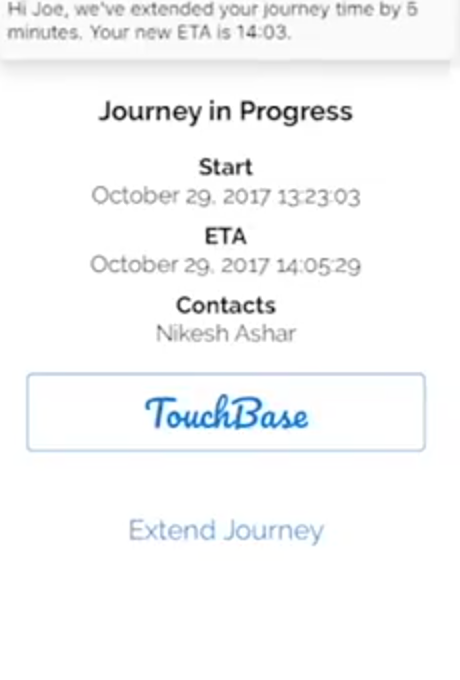 Hi Joe, we've extended your journey time by 5
minutes. Your new ETA is 14:03.
Journey in Progress
Start
October 29, 2017 13:23:03
ETA
October 29, 2017 14:05:29
Contacts
Nikesh Ashar
TouchBase
Extend Journey